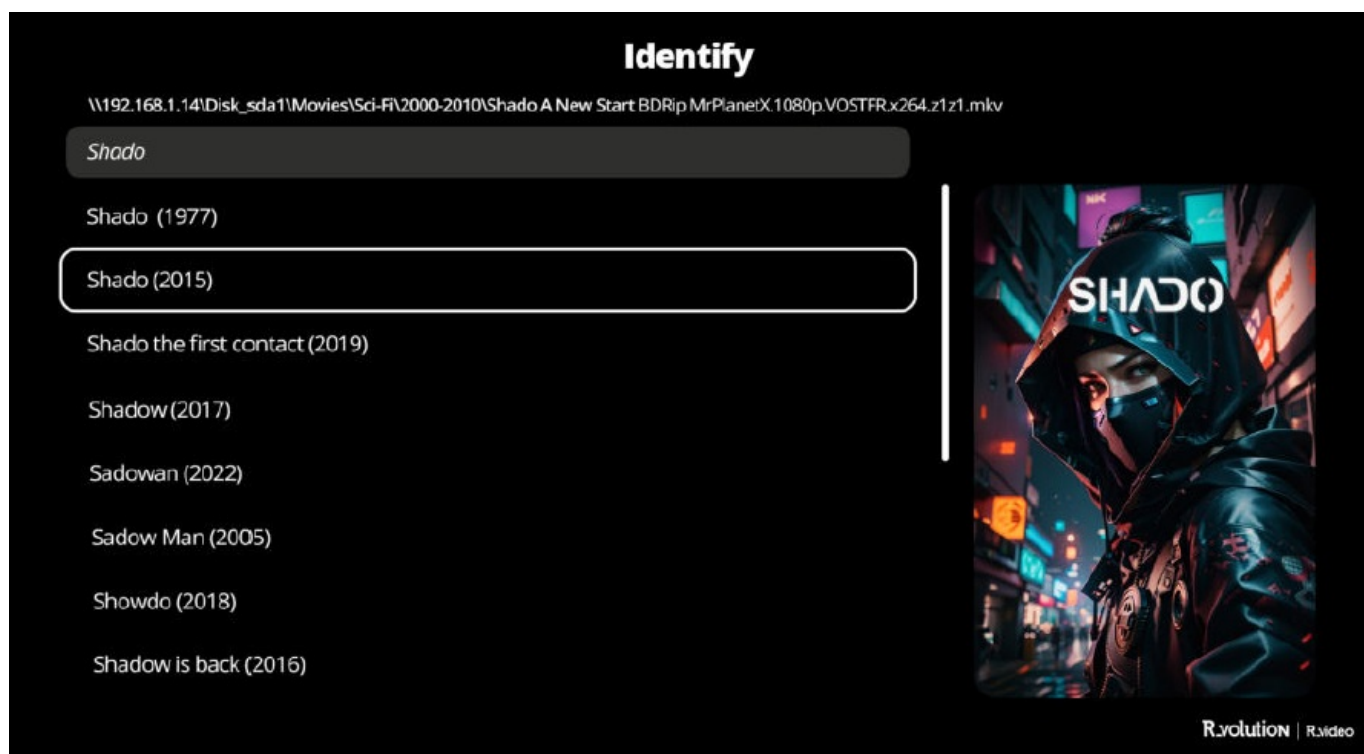 Identify
\\192.168.1.14\Disk_sda1\Movies\Sci-Fi\2000-2010\Shado A New Start BDRip MrPlanetX.1080p.VOSTFR.x264.z1z1.mkv
Shado
Shado (1977)
Shado (2015)
SHADO
Shado the first contact (2019)
Shadow (2017)
Sadowan (2022)
Sadow Man (2005)
Showdo (2018)
Shadow is back (2016)
R_volution | R.video